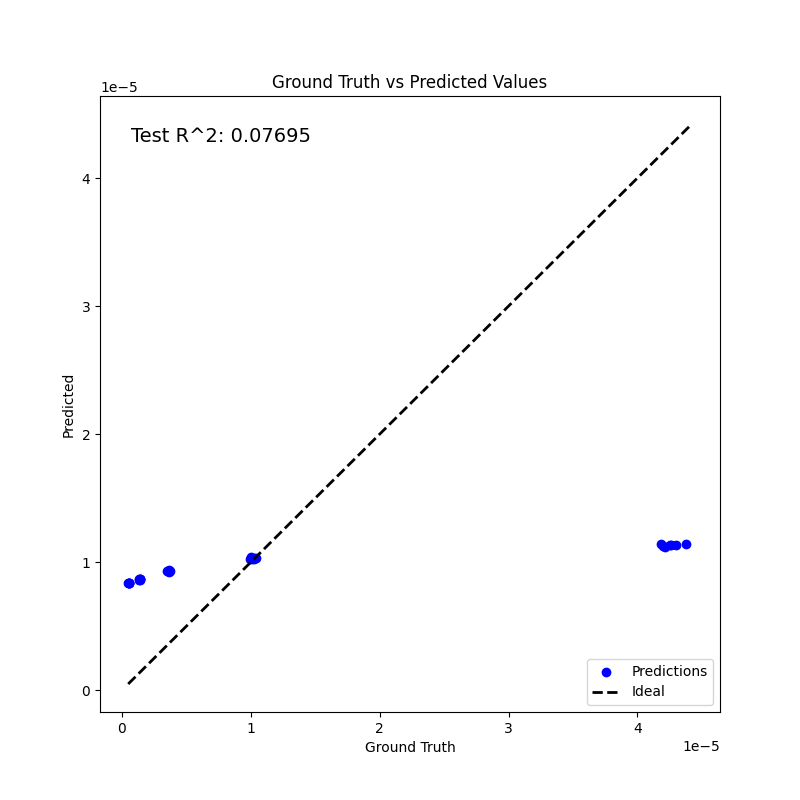 Ground Truth vs Predicted Values
1e−5
Test R^2: 0.07695
4
3
2
1
0
Predicted
Predictions
Ideal
0 1 2 3 4
Ground Truth
1e−5